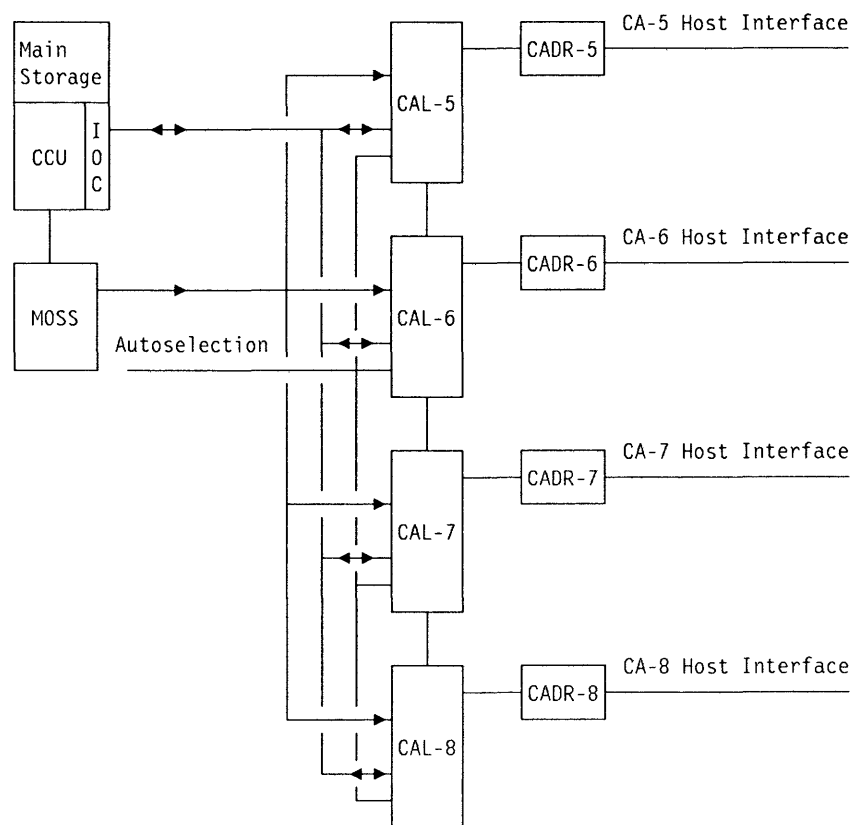 Main
Storage
CCU
I
O
C
MOSS
Autoselection
CAL-5
CADR-5
CA-5 Host Interface
CAL-6
CADR-6
CA-6 Host Interface
CAL-7
CADR-7
CA-7 Host Interface
CAL-8
CADR-8
CA-8 Host Interface